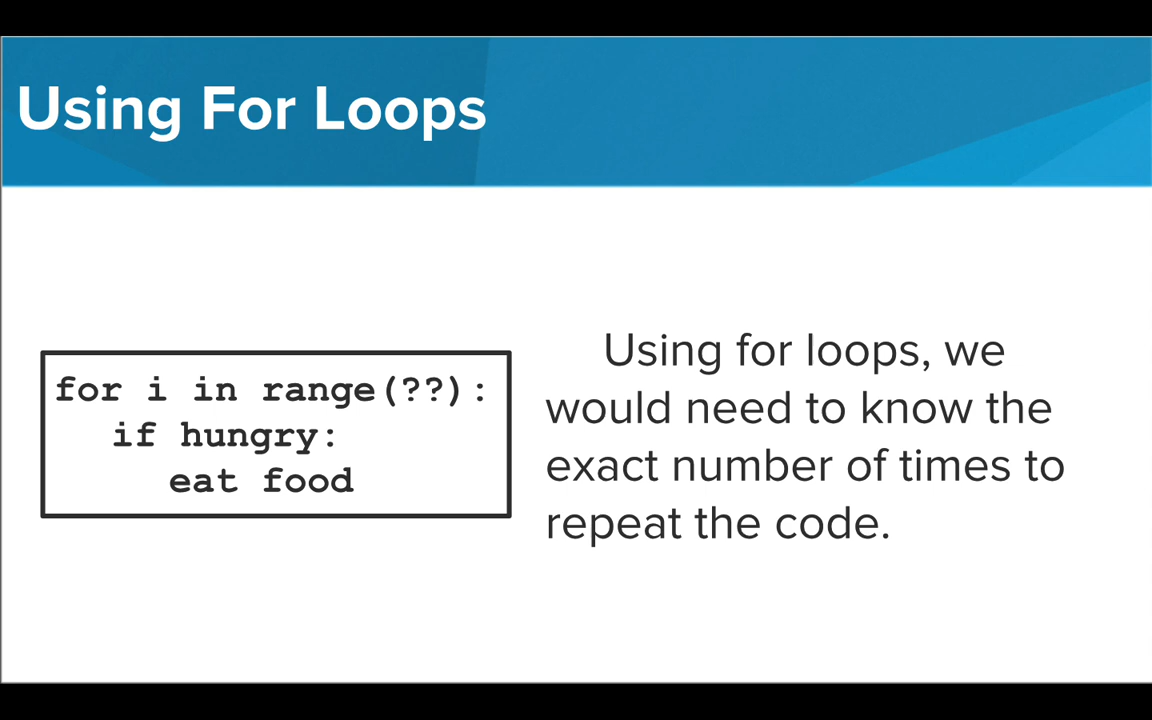 Using For Loops
for i in range(??):
if hungry:
eat food
Using for loops, we
would need to know the
exact number of times to
repeat the code.